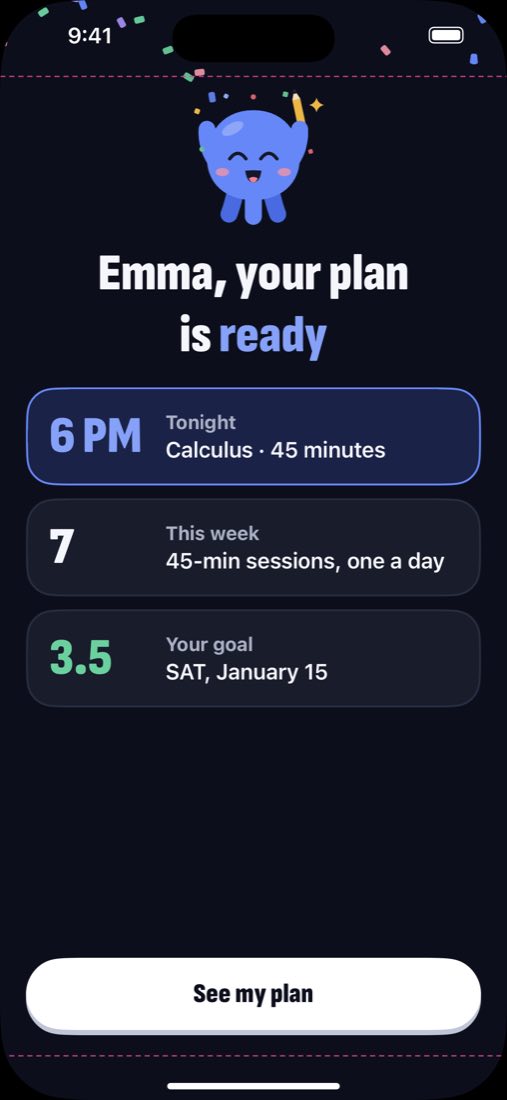 9:41
Emma, your plan
is ready
6 PM
Tonight
Calculus · 45 minutes
7
This week
45-min sessions, one a day
3.5
Your goal
SAT, January 15
See my plan